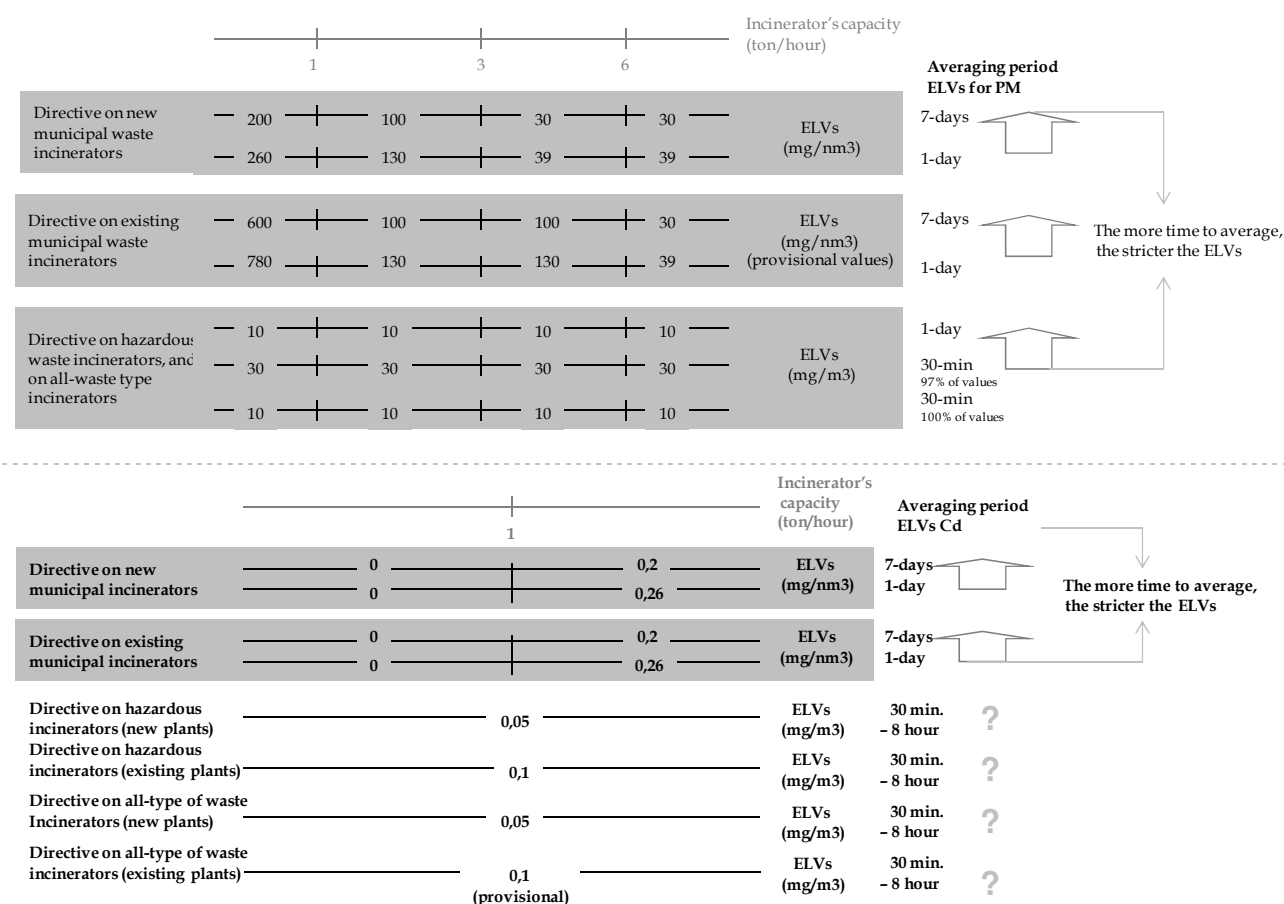 Incinerator's capacity
(ton/hour)
1 3 6
Averaging period
ELVs for PM
Directive on new
municipal waste
incinerators
200 100 30 30
260 130 39 39
ELVs
(mg/nm3)
7-days
1-day
Directive on existing
municipal waste
incinerators
600 100 100 30
780 130 130 39
ELVs
(mg/nm3)
(provisional values)
7-days
1-day
The more time to average,
the stricter the ELVs
Directive on hazardous
waste incinerators, and
on all-waste type
incinerators
10 10 10 10
30 30 30 30
10 10 10 10
ELVs
(mg/m3)
1-day
30-min
97% of values
30-min
100% of values
Incinerator's
capacity
(ton/hour)
1
Averaging period
ELVs Cd
Directive on new
municipal incinerators
0 0,2
0 0,26
ELVs
(mg/nm3)
7-days
1-day
The more time to average,
the stricter the ELVs
Directive on existing
municipal incinerators
0 0,2
0 0,26
ELVs
(mg/nm3)
7-days
1-day
Directive on hazardous
incinerators (new plants)
0,05
ELVs
(mg/m3)
30 min.
– 8 hour
?
Directive on hazardous
incinerators (existing plants)
0,1
ELVs
(mg/m3)
30 min.
– 8 hour
?
Directive on all-type of waste
Incinerators (new plants)
0,05
ELVs
(mg/m3)
30 min.
– 8 hour
?
Directive on all-type of waste
incinerators (existing plants)
0,1
(provisional)
ELVs
(mg/m3)
30 min.
– 8 hour
?